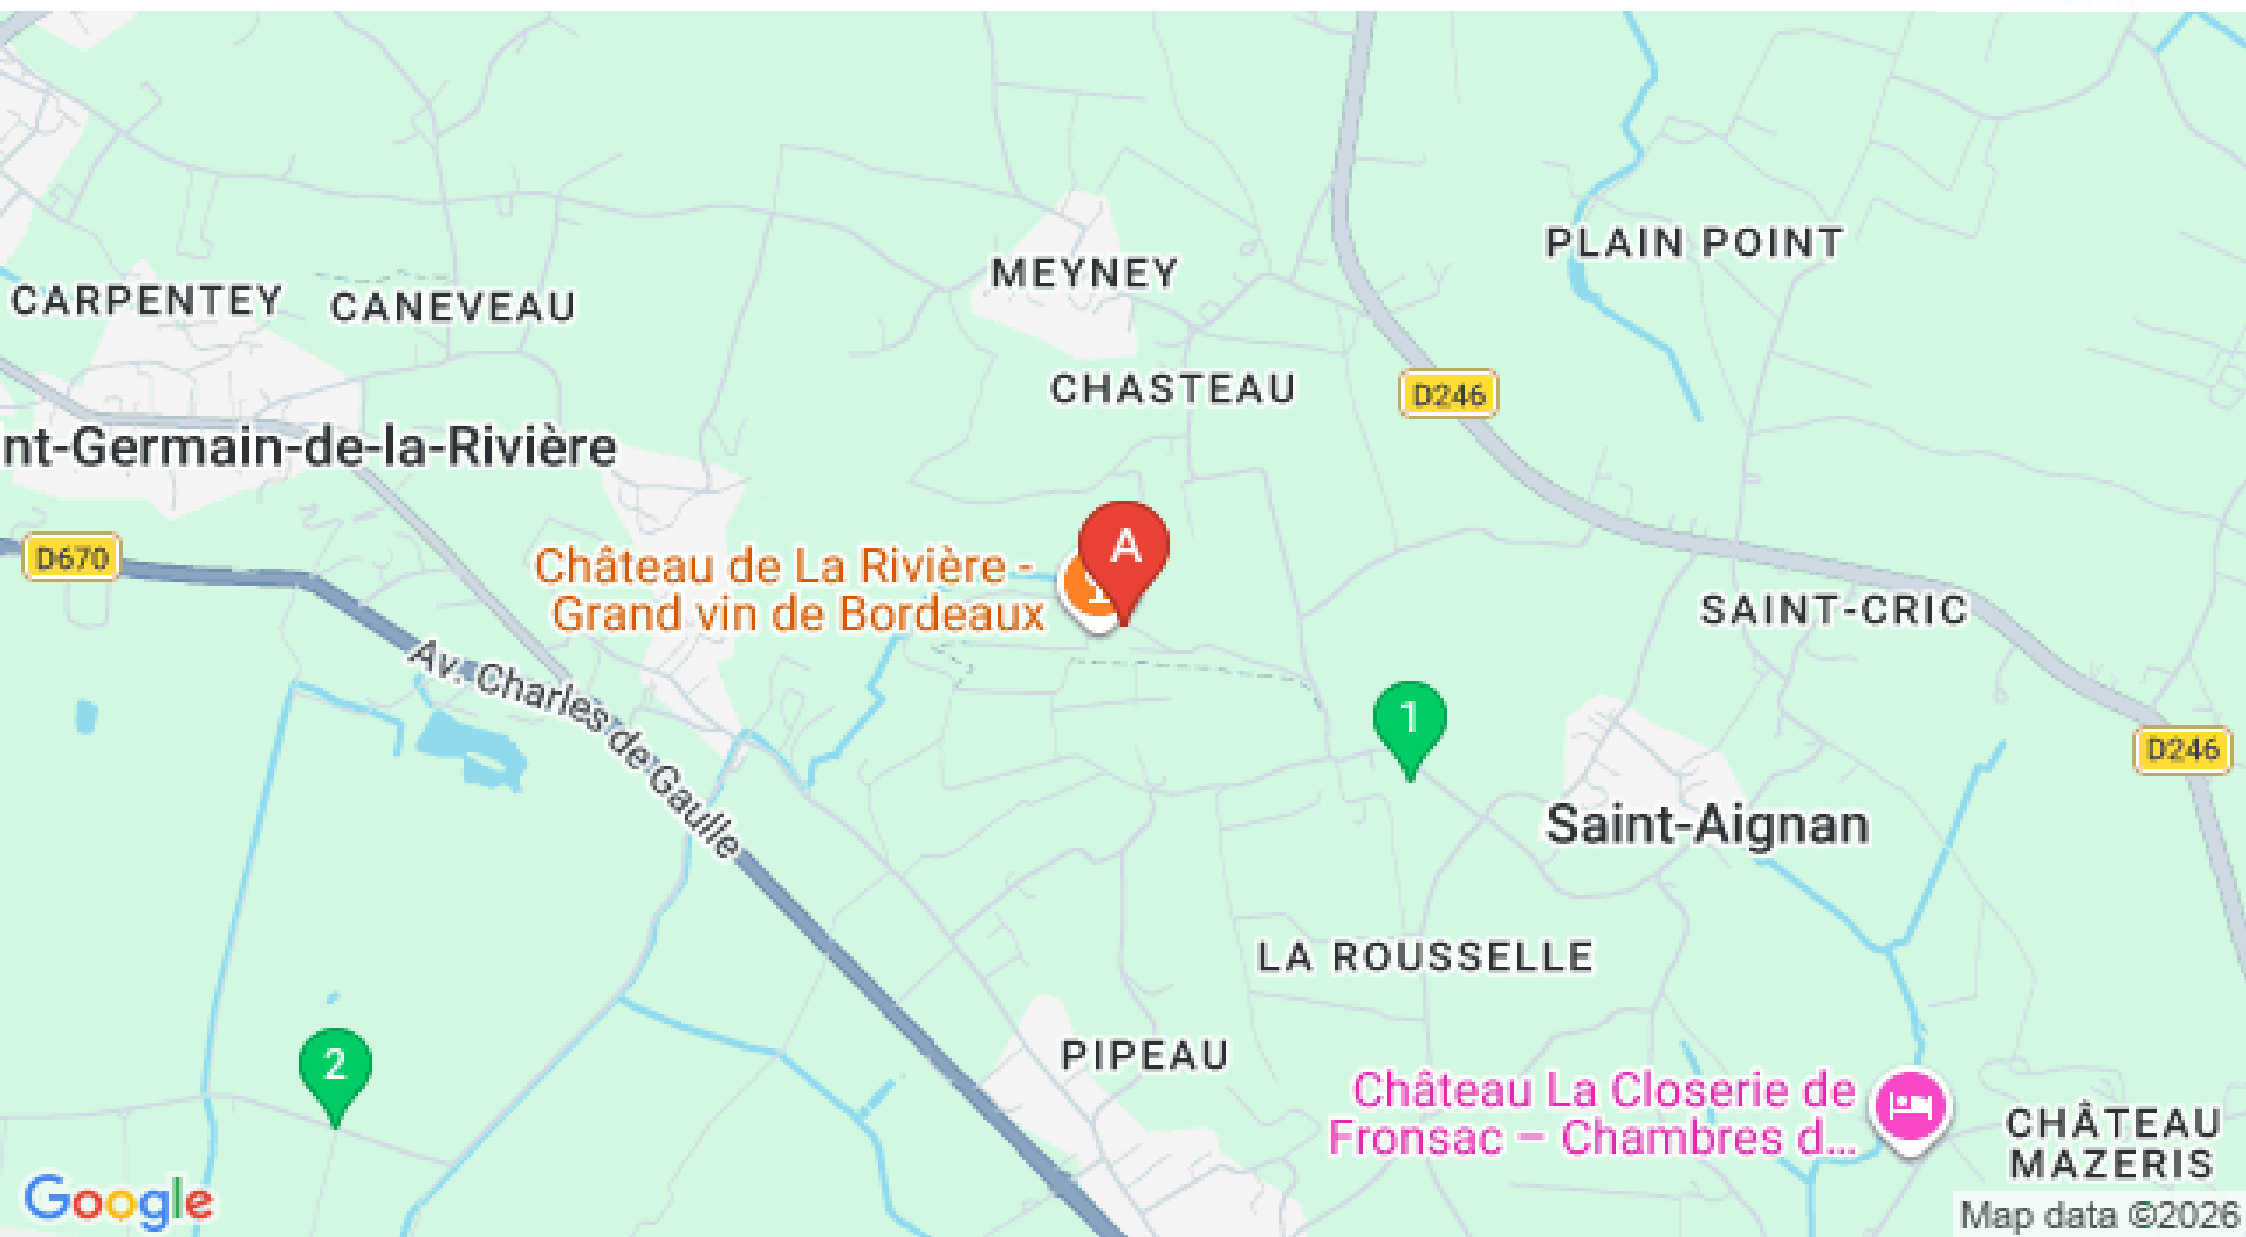 PLAIN POINT
MEYNEY
CARPENTEY
CANEVEAU
CHASTEAU
D246
nt-Germain-de-la-Rivière
A
D670
Château de La Rivière -
Grand vin de Bordeaux
SAINT-CRIC
Av. Charles de Gaulle
1
D246
Saint-Aignan
LA ROUSSELLE
2
PIPEAU
Château La Closerie de
Fronsac – Chambres d...
CHÂTEAU
MAZERIS
Google
Map data ©2026